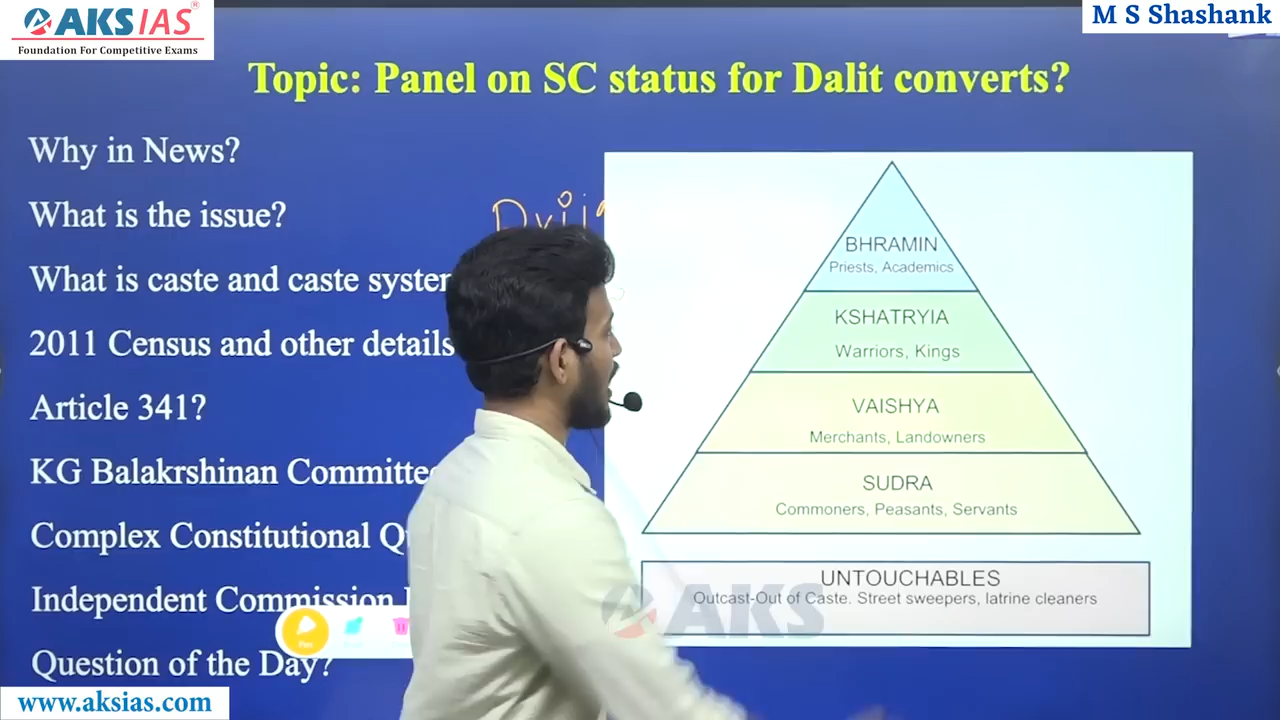 AKSIAS®
Foundation For Competitive Exams
M S Shashank
Topic: Panel on SC status for Dalit converts?
Why in News?
What is the issue?
What is caste and caste
2011 Census and other details
Article 341?
KG Balakrshinan
Complex Constitutional
Independent Commission
Question of the Day?
BHRAMIN
Priests, Academics
KSHATRYIA
Warriors, Kings
VAISHYA
Merchants, Landowners
SUDRA
Commoners, Peasants, Servants
UNTOUCHABLES
Outcast-Out of Caste. Street sweepers, latrine cleaners
AKS
Pen
www.aksias.com